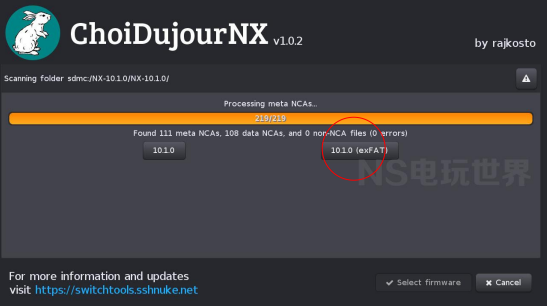 ChoiDujourNX v1.0.2
by rajkosto
Scanning folder sdmc:/NX-10.1.0/NX-10.1.0/
Processing meta NCAs...
219/219
Found 111 meta NCAs, 108 data NCAs, and 0 non-NCA files (0 errors)
10.1.0
10.1.0 (exFAT)
NS电玩世界
For more information and updates
visit https://switchtools.sshnuke.net
Select firmware
Cancel